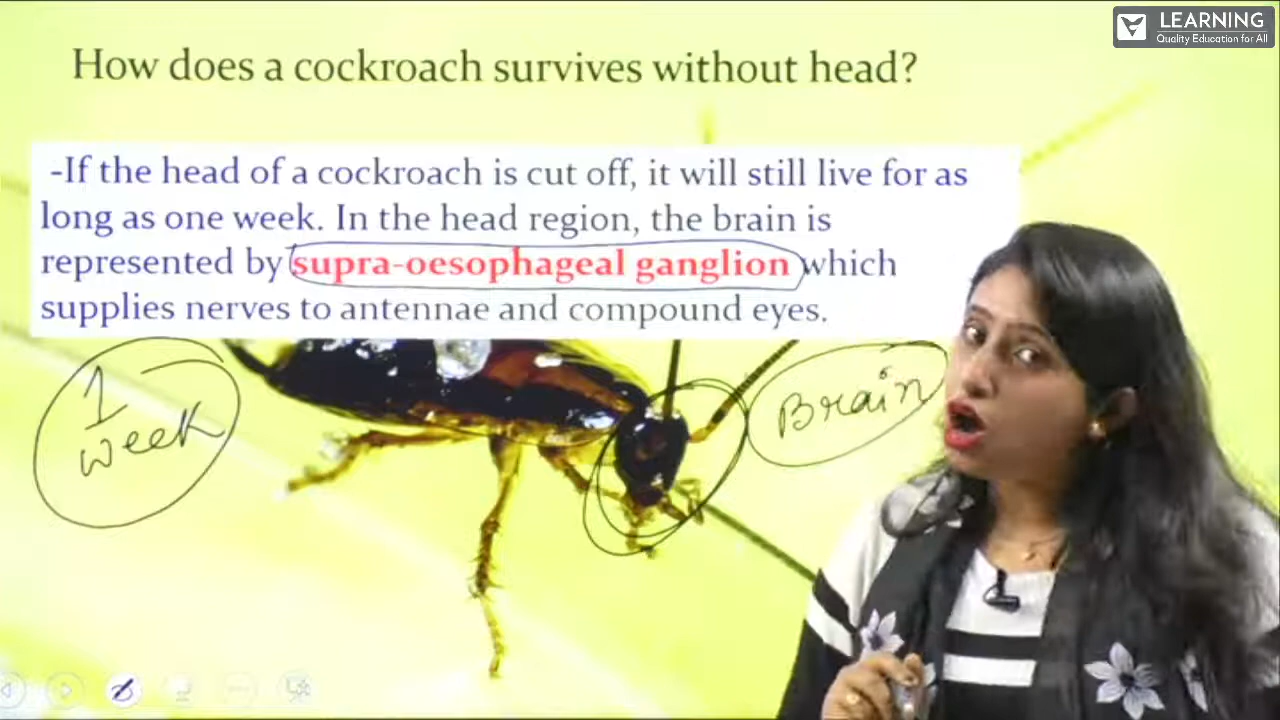 LEARNING
Quality Education for All
How does a cockroach survives without head?
-If the head of a cockroach is cut off, it will still live for as
long as one week. In the head region, the brain is
represented by supra-oesophageal ganglion which
supplies nerves to antennae and compound eyes.
1
week
Brain